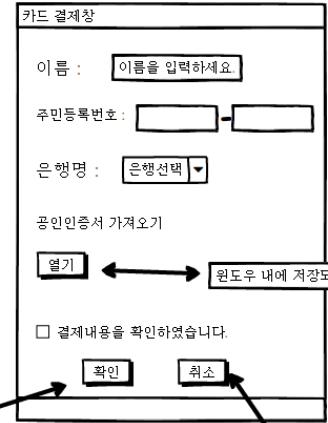 카드 결제창
이름 : 이름을 입력하세요.
주민등록번호 : -
은행명 : 은행선택
공인인증서 가져오기
열기 윈도우 내에 저장되
결제내용을 확인하였습니다.
확인 취소